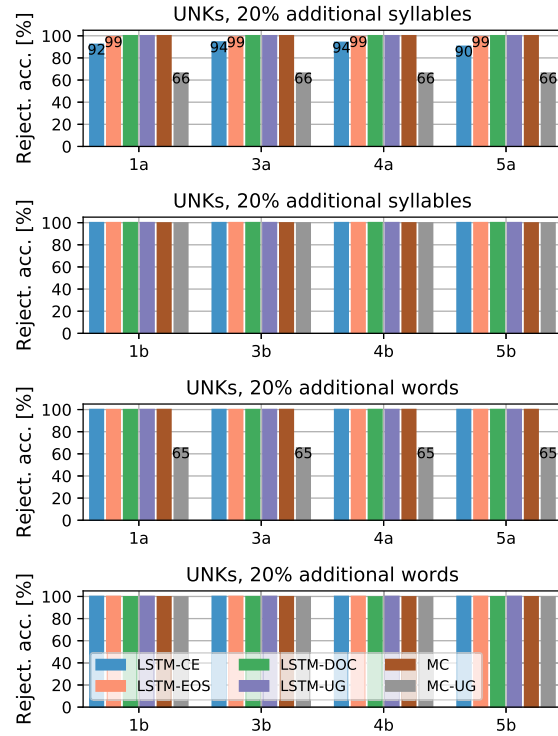 UNKs, 20% additional syllables
Reject. acc. [%]
100
80
60
40
20
0
92 99 66 94 99 66 94 99 66 90 99 66
1a 3a 4a 5a
UNKs, 20% additional syllables
Reject. acc. [%]
100
80
60
40
20
0
1b 3b 4b 5b
UNKs, 20% additional words
Reject. acc. [%]
100
80
60
40
20
0
65 65 65 65
1a 3a 4a 5a
UNKs, 20% additional words
Reject. acc. [%]
100
80
60
40
20
0
LSTM-CE LSTM-DOC MC
LSTM-EOS LSTM-UG MC-UG
1b 3b 4b 5b